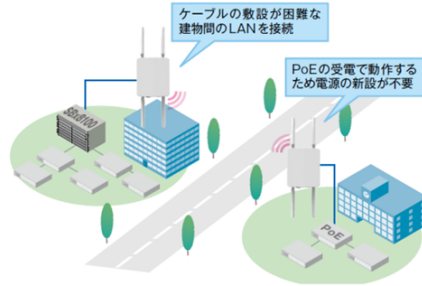 ケーブルの敷設が困難な
建物間のLANを接続
PoEの受電で動作する
ため電源の新設が不要
SBx8100
PoE